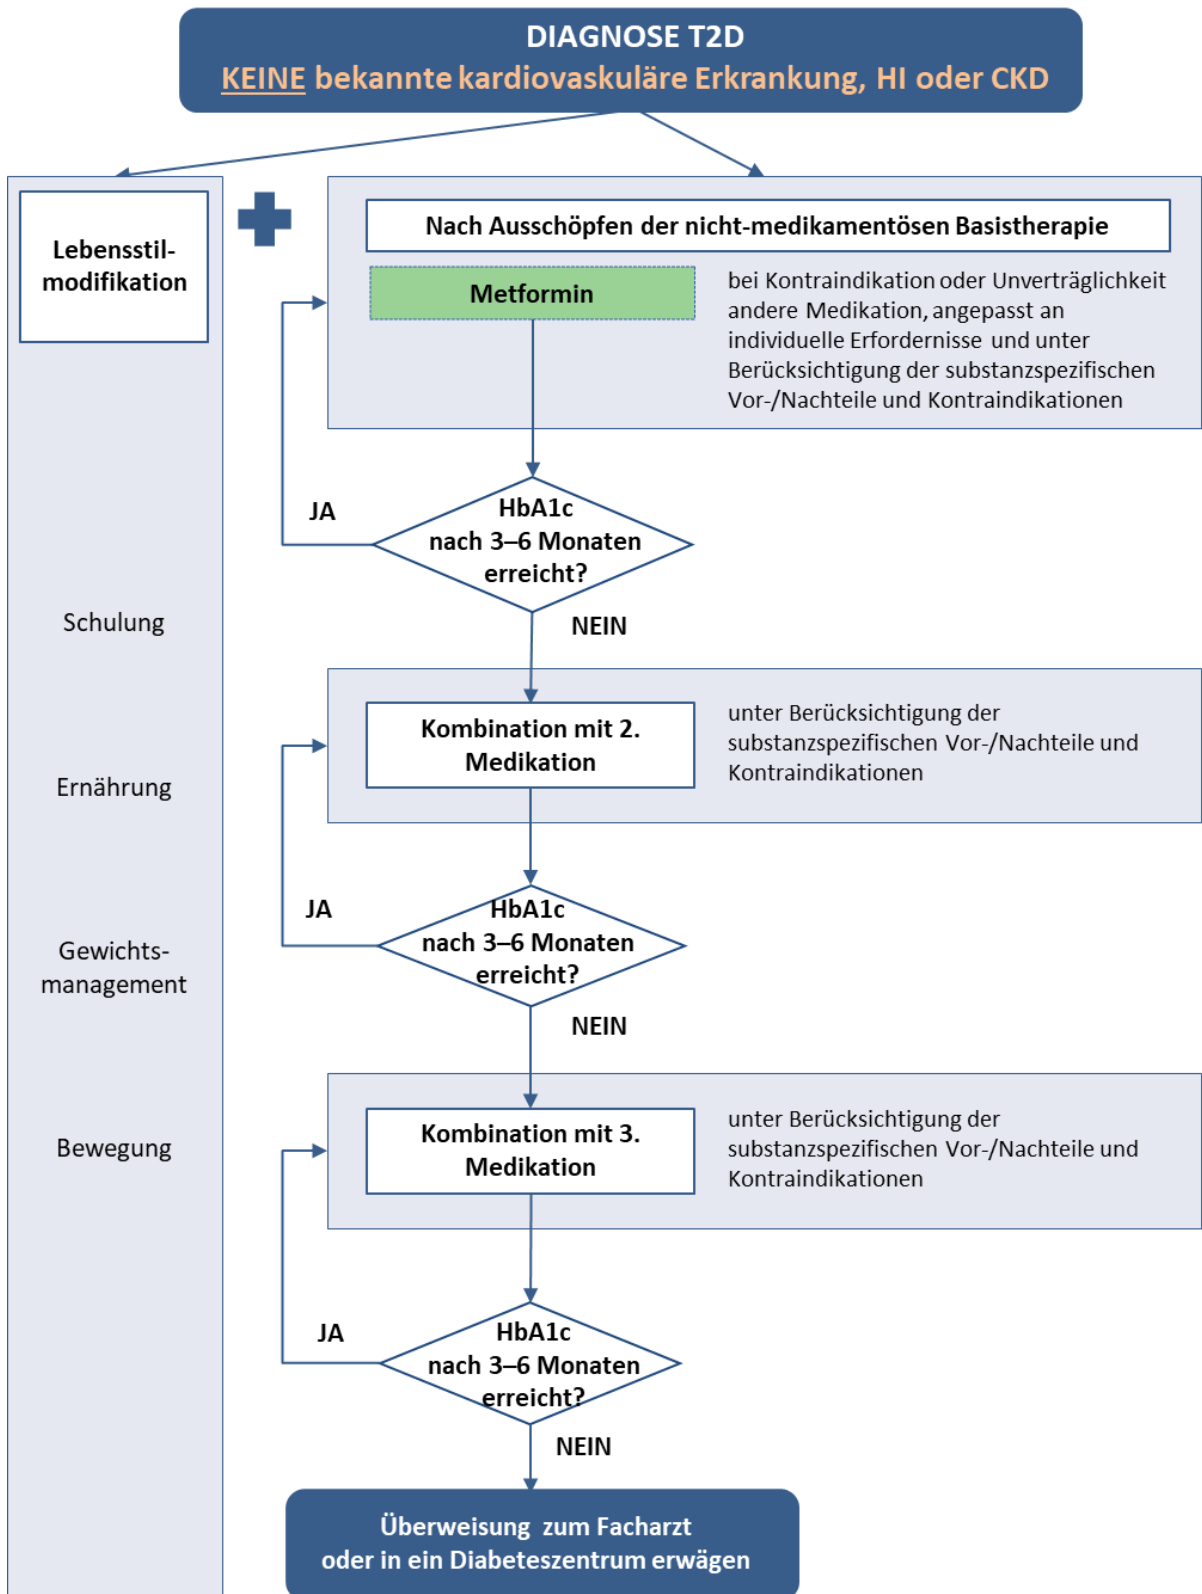 DIAGNOSE T2D
KEINE bekannte kardiovaskuläre Erkrankung, HI oder CKD
Lebensstil-
modifikation
Nach Ausschöpfen der nicht-medikamentösen Basistherapie
Metformin
bei Kontraindikation oder Unverträglichkeit
andere Medikation, angepasst an
individuelle Erfordernisse und unter
Berücksichtigung der substanzspezifischen
Vor-/Nachteile und Kontraindikationen
JA
HbA1c
nach 3–6 Monaten
erreicht?
NEIN
Schulung
Kombination mit 2.
Medikation
unter Berücksichtigung der
substanzspezifischen Vor-/Nachteile und
Kontraindikationen
Ernährung
JA
HbA1c
nach 3–6 Monaten
erreicht?
NEIN
Gewichts-
management
Kombination mit 3.
Medikation
unter Berücksichtigung der
substanzspezifischen Vor-/Nachteile und
Kontraindikationen
Bewegung
JA
HbA1c
nach 3–6 Monaten
erreicht?
NEIN
Überweisung zum Facharzt
oder in ein Diabeteszentrum erwägen